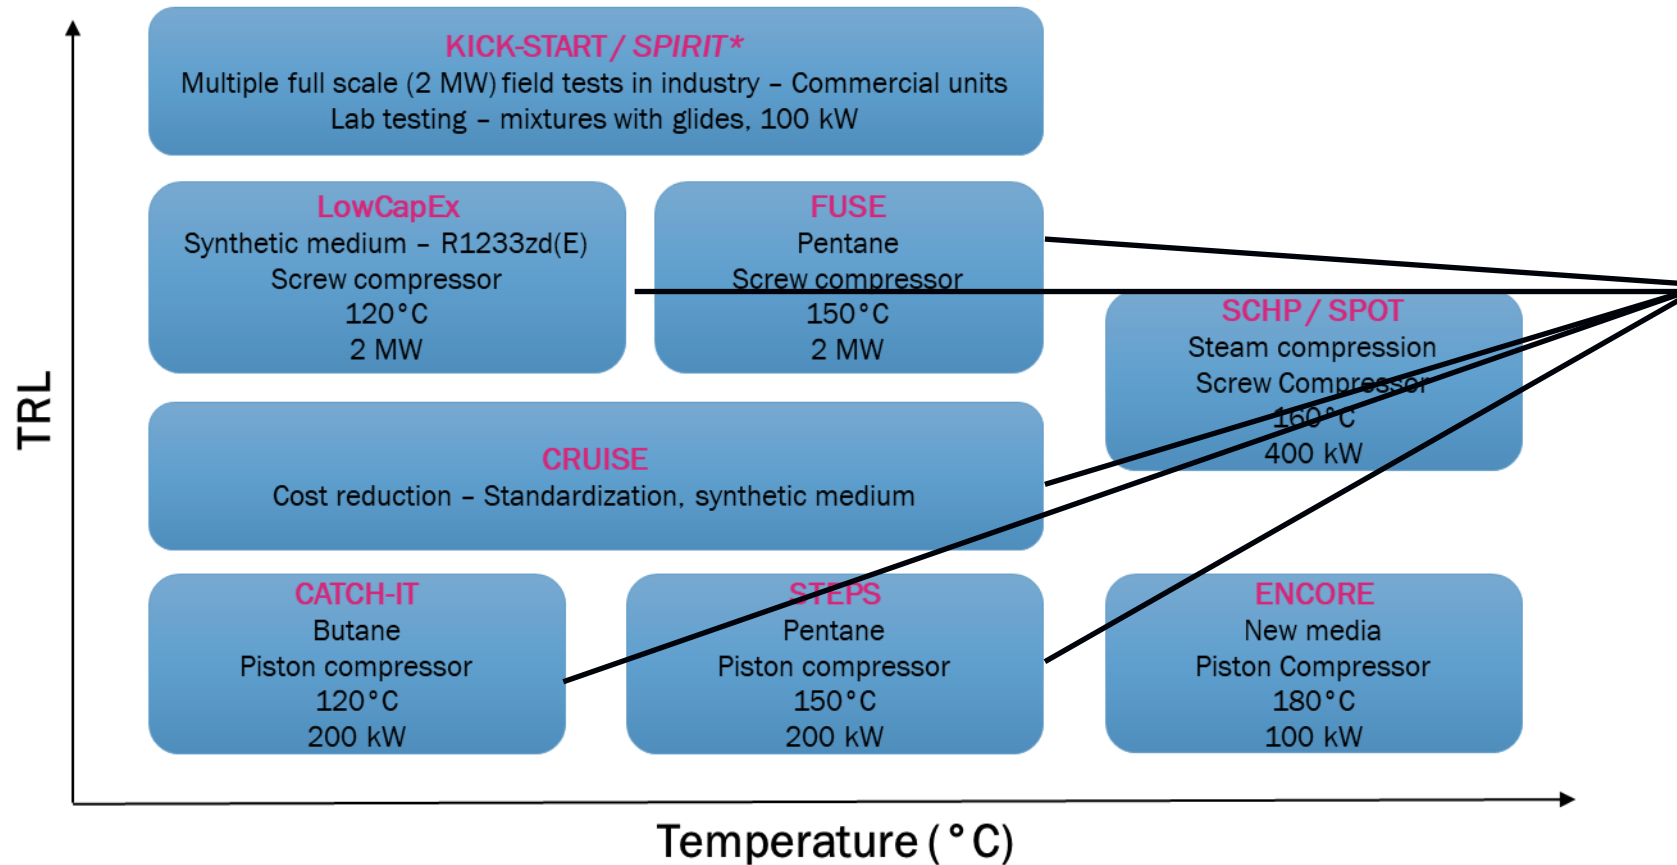 KICK-START / SPIRIT*
Multiple full scale (2 MW) field tests in industry – Commercial units
Lab testing – mixtures with glides, 100 kW
LowCapEx
Synthetic medium – R1233zd(E)
Screw compressor
120°C
2 MW
FUSE
Pentane
Screw compressor
150°C
2 MW
SCHP / SPOT
Steam compression
Screw Compressor
160°C
400 kW
CRUISE
Cost reduction – Standardization, synthetic medium
CATCH-IT
Butane
Piston compressor
120°C
200 kW
STEPS
Pentane
Piston compressor
150°C
200 kW
ENCORE
New media
Piston Compressor
180°C
100 kW
TRL
Temperature (°C)